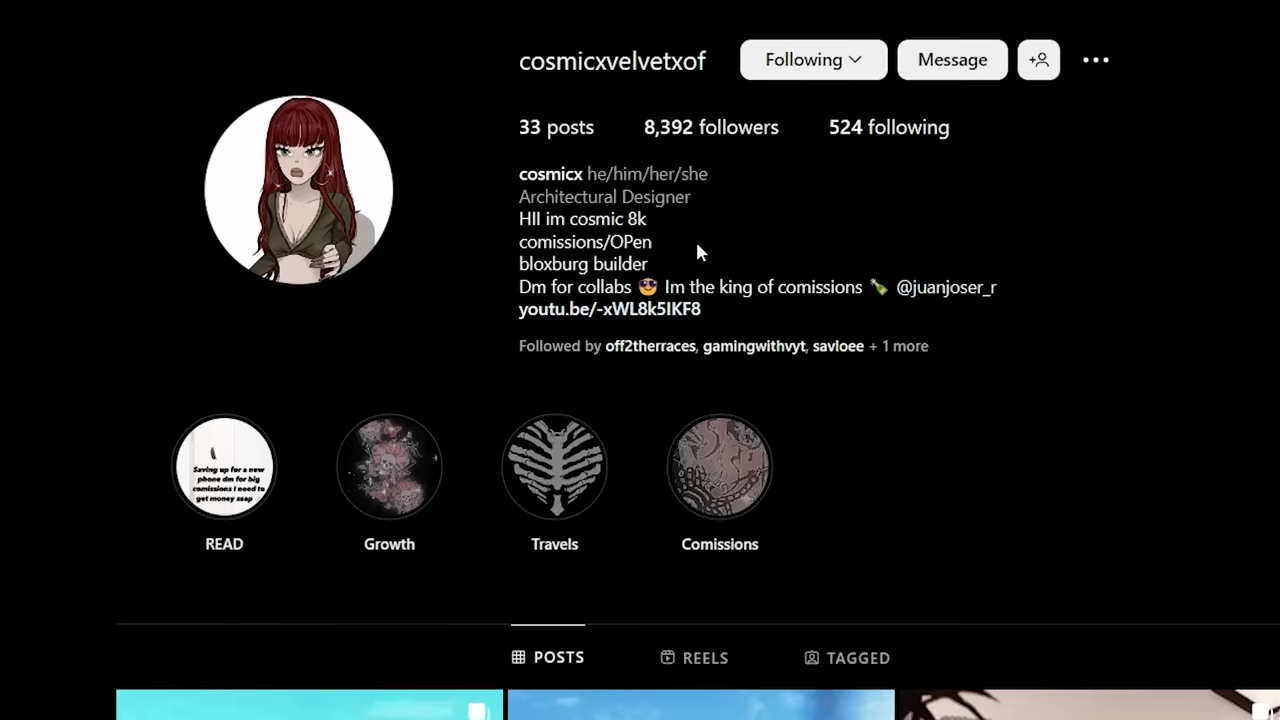 cosmicxvelvetxof Following Message
33 posts 8,392 followers 524 following
cosmicx he/him/her/she
Architectural Designer
HII im cosmic 8k
comissions/OPen
bloxburg builder
Dm for collabs 😎 Im the king of comissions 🍾 @juanjoser_r
youtu.be/-xWL8k5IKF8
Followed by off2therraces, gamingwithvyt, savloee + 1 more
Saving up for a new
phone dm for big
comissions I need to
get money asap
READ Growth Travels Comissions
POSTS REELS TAGGED